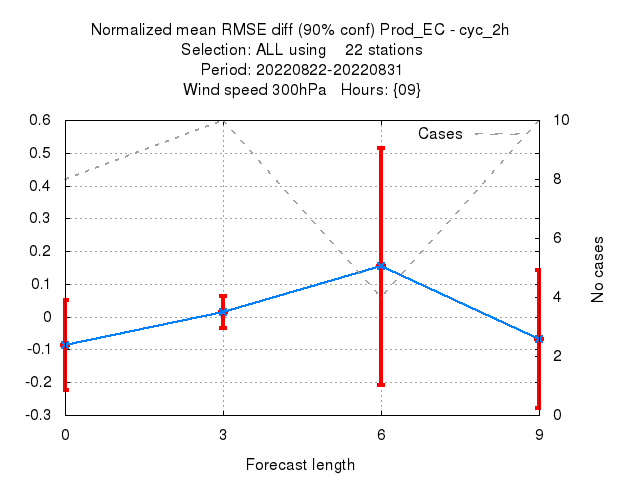 Normalized mean RMSE diff (90% conf) Prod_EC - cyc_2h
Selection: ALL using    22 stations
Period: 20220822-20220831
Wind speed 300hPa   Hours: {09}
Cases
0.6
0.5
0.4
0.3
0.2
0.1
0
-0.1
-0.2
-0.3
10
8
6
4
2
0
No cases
0 3 6 9
Forecast length